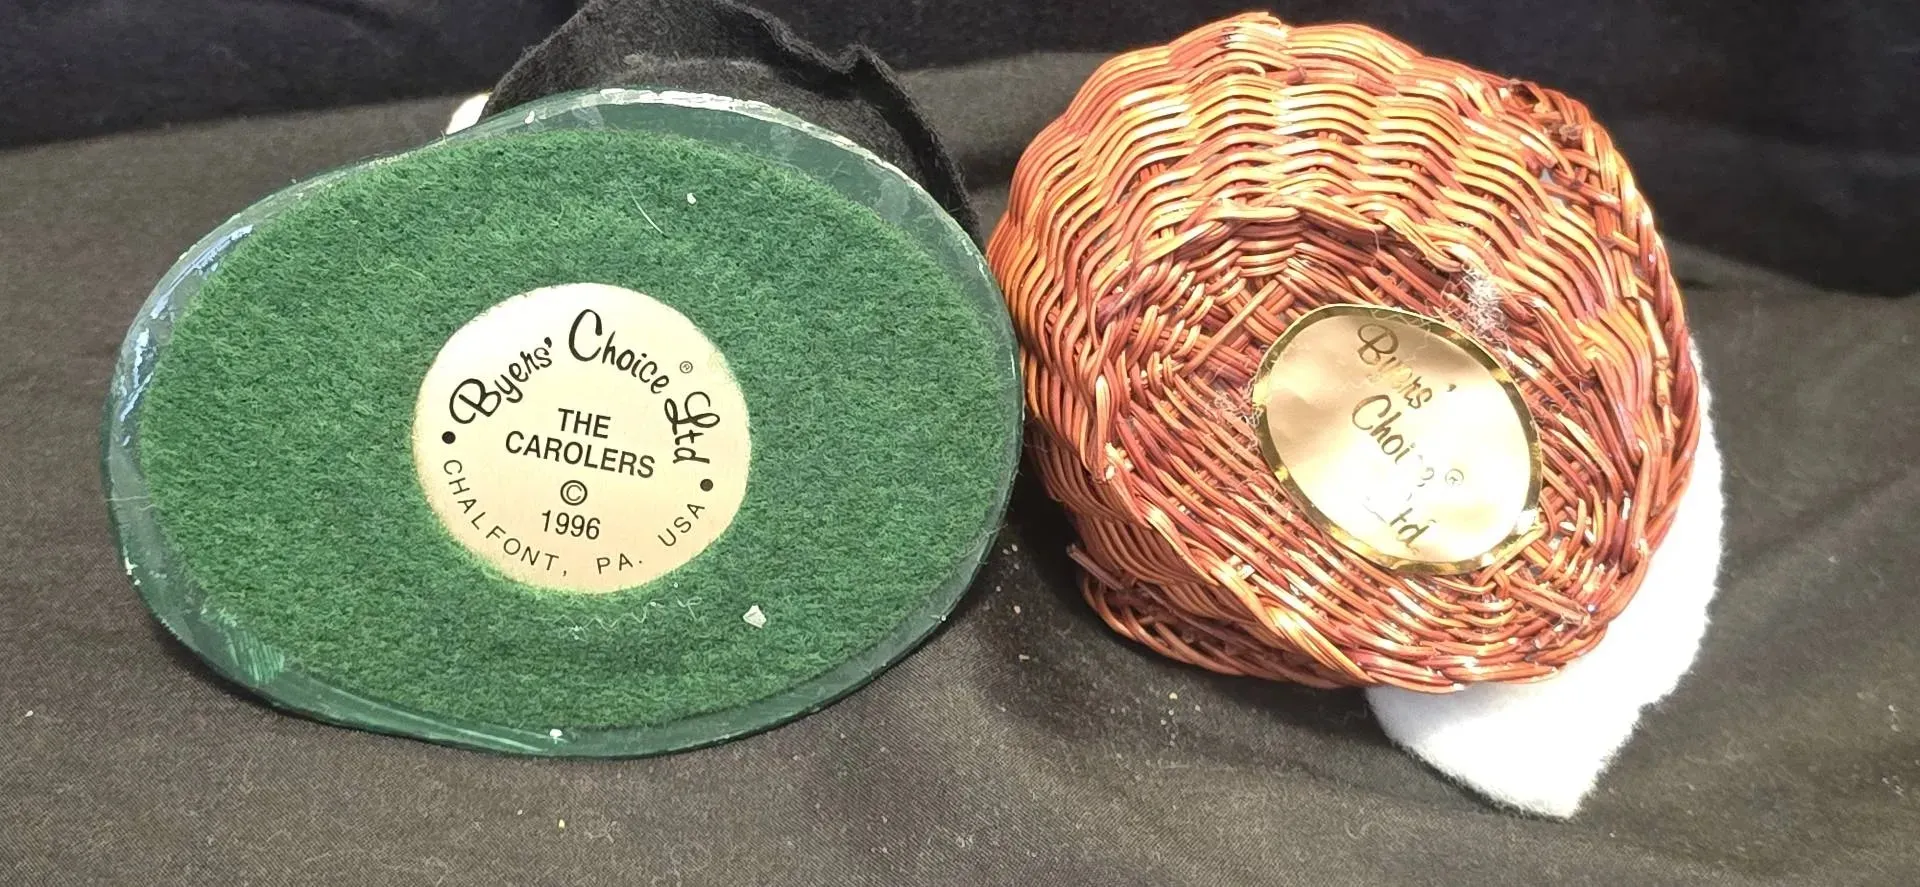 Byers' Choice® Ltd
THE
CAROLERS
©
1996
• CHALFONT, PA. USA •
Byers'
Choice®
Ltd